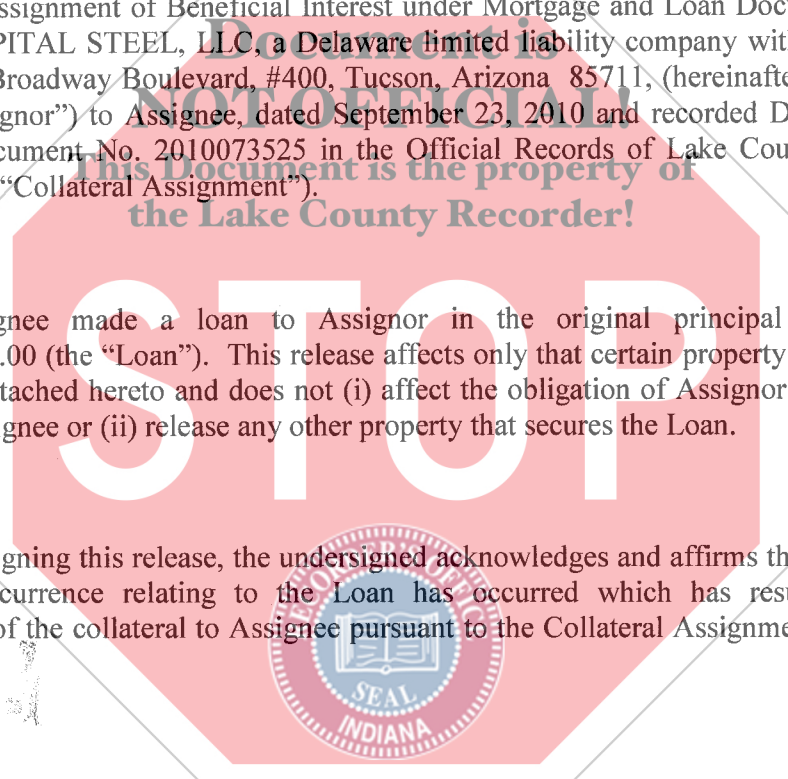 ssignment of Beneficial Interest under Mortgage and Loan Doc
PITAL STEEL, LLC, a Delaware limited liability company wit
Document is
Broadway Boulevard, #400, Tucson, Arizona 85711, (hereinafte
NOT OFFICIAL!
gnor”) to Assignee, dated September 23, 2010 and recorded D
cument No. 2010073525 in the Official Records of Lake Cou
This Document is the property of
“Collateral Assignment”).
the Lake County Recorder!
STOP
gnee made a loan to Assignor in the original principal
.00 (the “Loan”). This release affects only that certain property
tached hereto and does not (i) affect the obligation of Assignor
gnee or (ii) release any other property that secures the Loan.
gning this release, the undersigned acknowledges and affirms th
currence relating to the Loan has occurred which has resu
of the collateral to Assignee pursuant to the Collateral Assignme
RECORDER'S OFFIC
SEAL
INDIANA